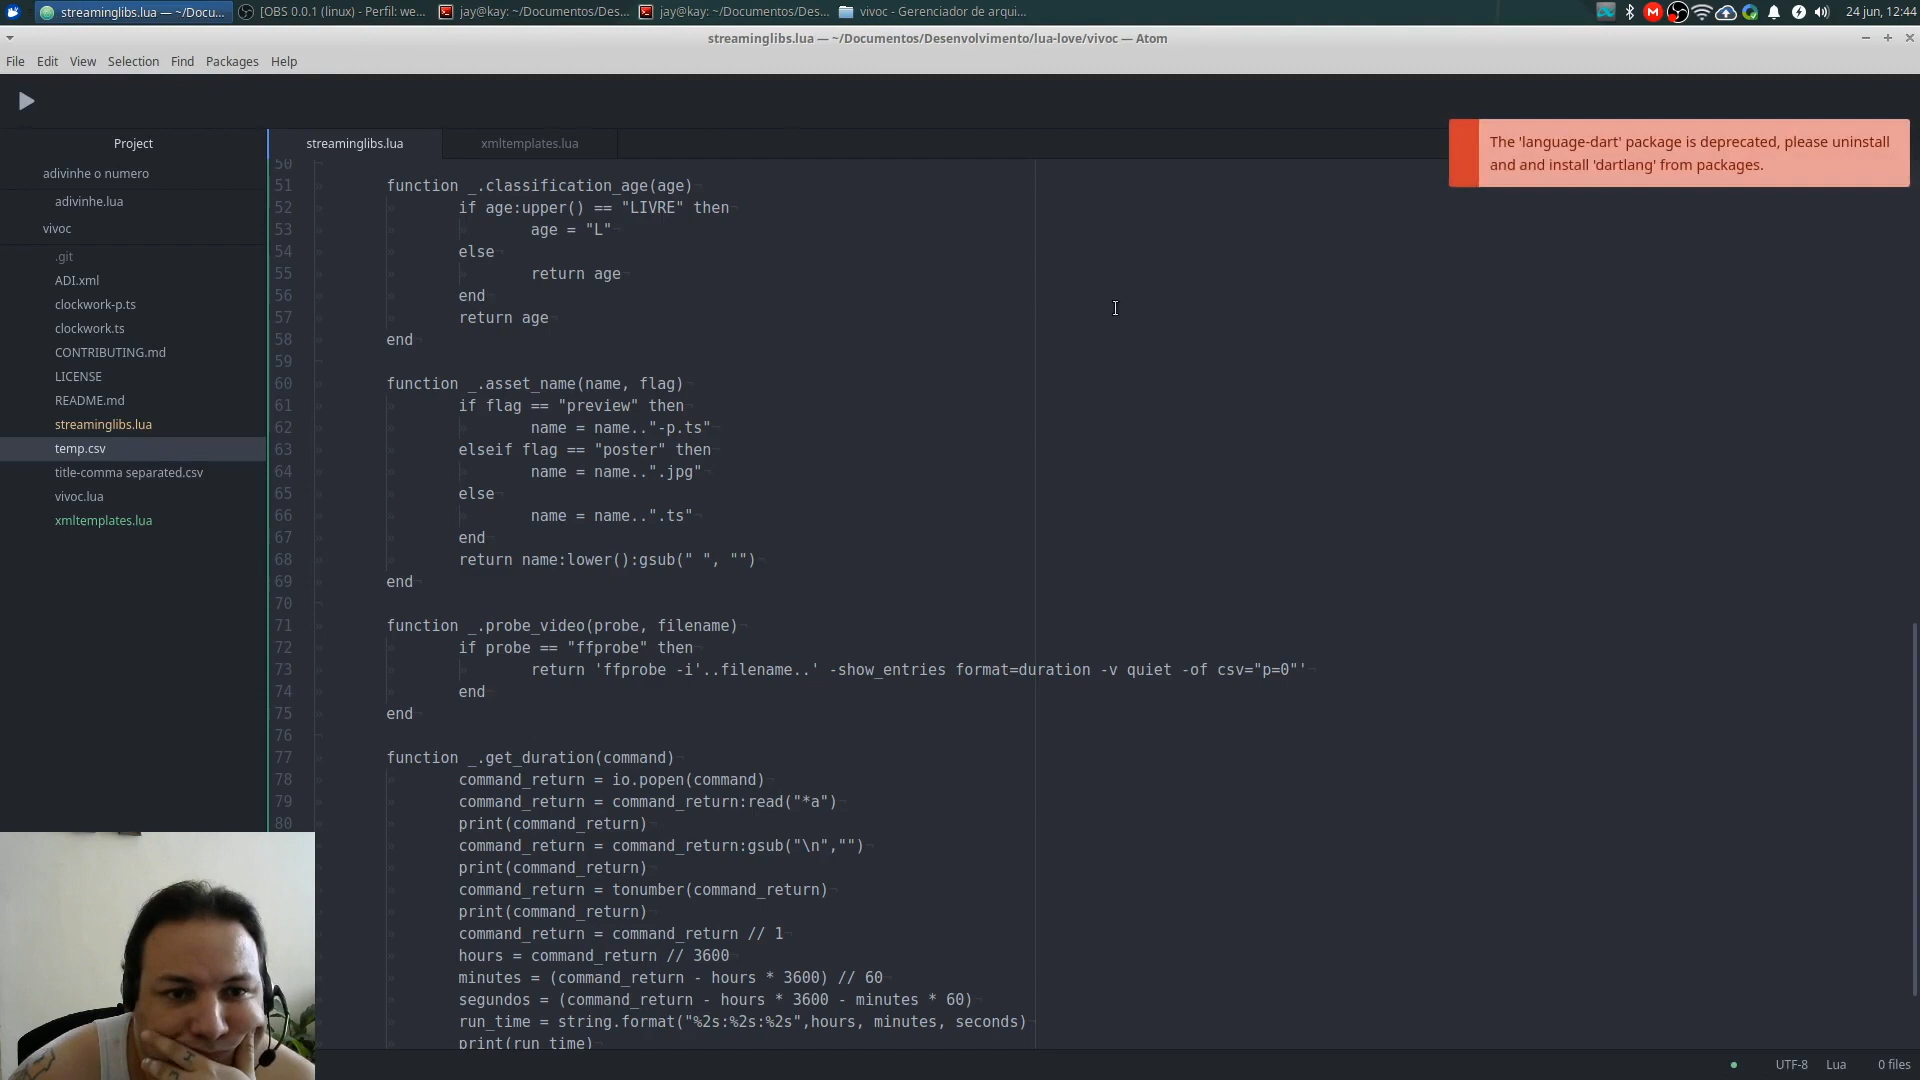 streaminglibs.lua — ~/Docu...
[OBS 0.0.1 (linux) - Perfil: we...
jay@kay: ~/Documentos/Des...
jay@kay: ~/Documentos/Des...
vivoc - Gerenciador de arqui...
24 jun, 12:44
streaminglibs.lua — ~/Documentos/Desenvolvimento/lua-love/vivoc — Atom
File Edit View Selection Find Packages Help
Project
adivinhe o numero
adivinhe.lua
vivoc
.git
ADI.xml
clockwork-p.ts
clockwork.ts
CONTRIBUTING.md
LICENSE
README.md
streaminglibs.lua
temp.csv
title-comma separated.csv
vivoc.lua
xmltemplates.lua
streaminglibs.lua
xmltemplates.lua
The 'language-dart' package is deprecated, please uninstall
and and install 'dartlang' from packages.
50
51 function _.classification_age(age)
52 if age:upper() == "LIVRE" then
53 age = "L"
54 else
55 return age
56 end
57 return age
58 end
59
60 function _.asset_name(name, flag)
61 if flag == "preview" then
62 name = name.."-p.ts"
63 elseif flag == "poster" then
64 name = name..".jpg"
65 else
66 name = name..".ts"
67 end
68 return name:lower():gsub(" ", "")
69 end
70
71 function _.probe_video(probe, filename)
72 if probe == "ffprobe" then
73 return 'ffprobe -i'..filename..' -show_entries format=duration -v quiet -of csv="p=0"'
74 end
75 end
76
77 function _.get_duration(command)
78 command_return = io.popen(command)
79 command_return = command_return:read("*a")
80 print(command_return)
command_return = command_return:gsub("\n","")
print(command_return)
command_return = tonumber(command_return)
print(command_return)
command_return = command_return // 1
hours = command_return // 3600
minutes = (command_return - hours * 3600) // 60
segundos = (command_return - hours * 3600 - minutes * 60)
run_time = string.format("%2s:%2s:%2s",hours, minutes, seconds)
print(run_time)
UTF-8 Lua 0 files